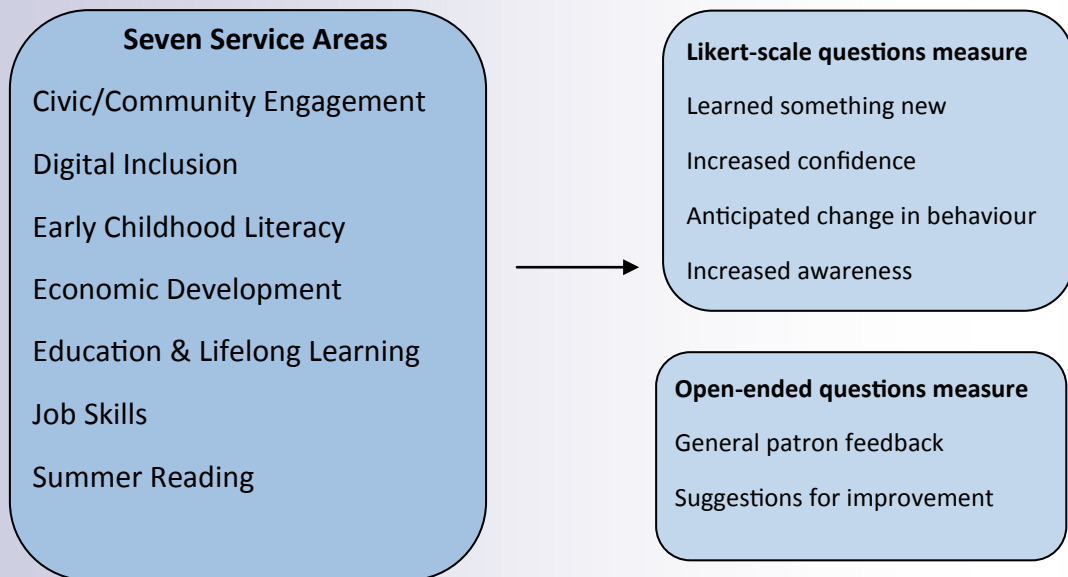 Seven Service Areas
Civic/Community Engagement
Digital Inclusion
Early Childhood Literacy
Economic Development
Education & Lifelong Learning
Job Skills
Summer Reading
Likert-scale questions measure
Learned something new
Increased confidence
Anticipated change in behaviour
Increased awareness
Open-ended questions measure
General patron feedback
Suggestions for improvement